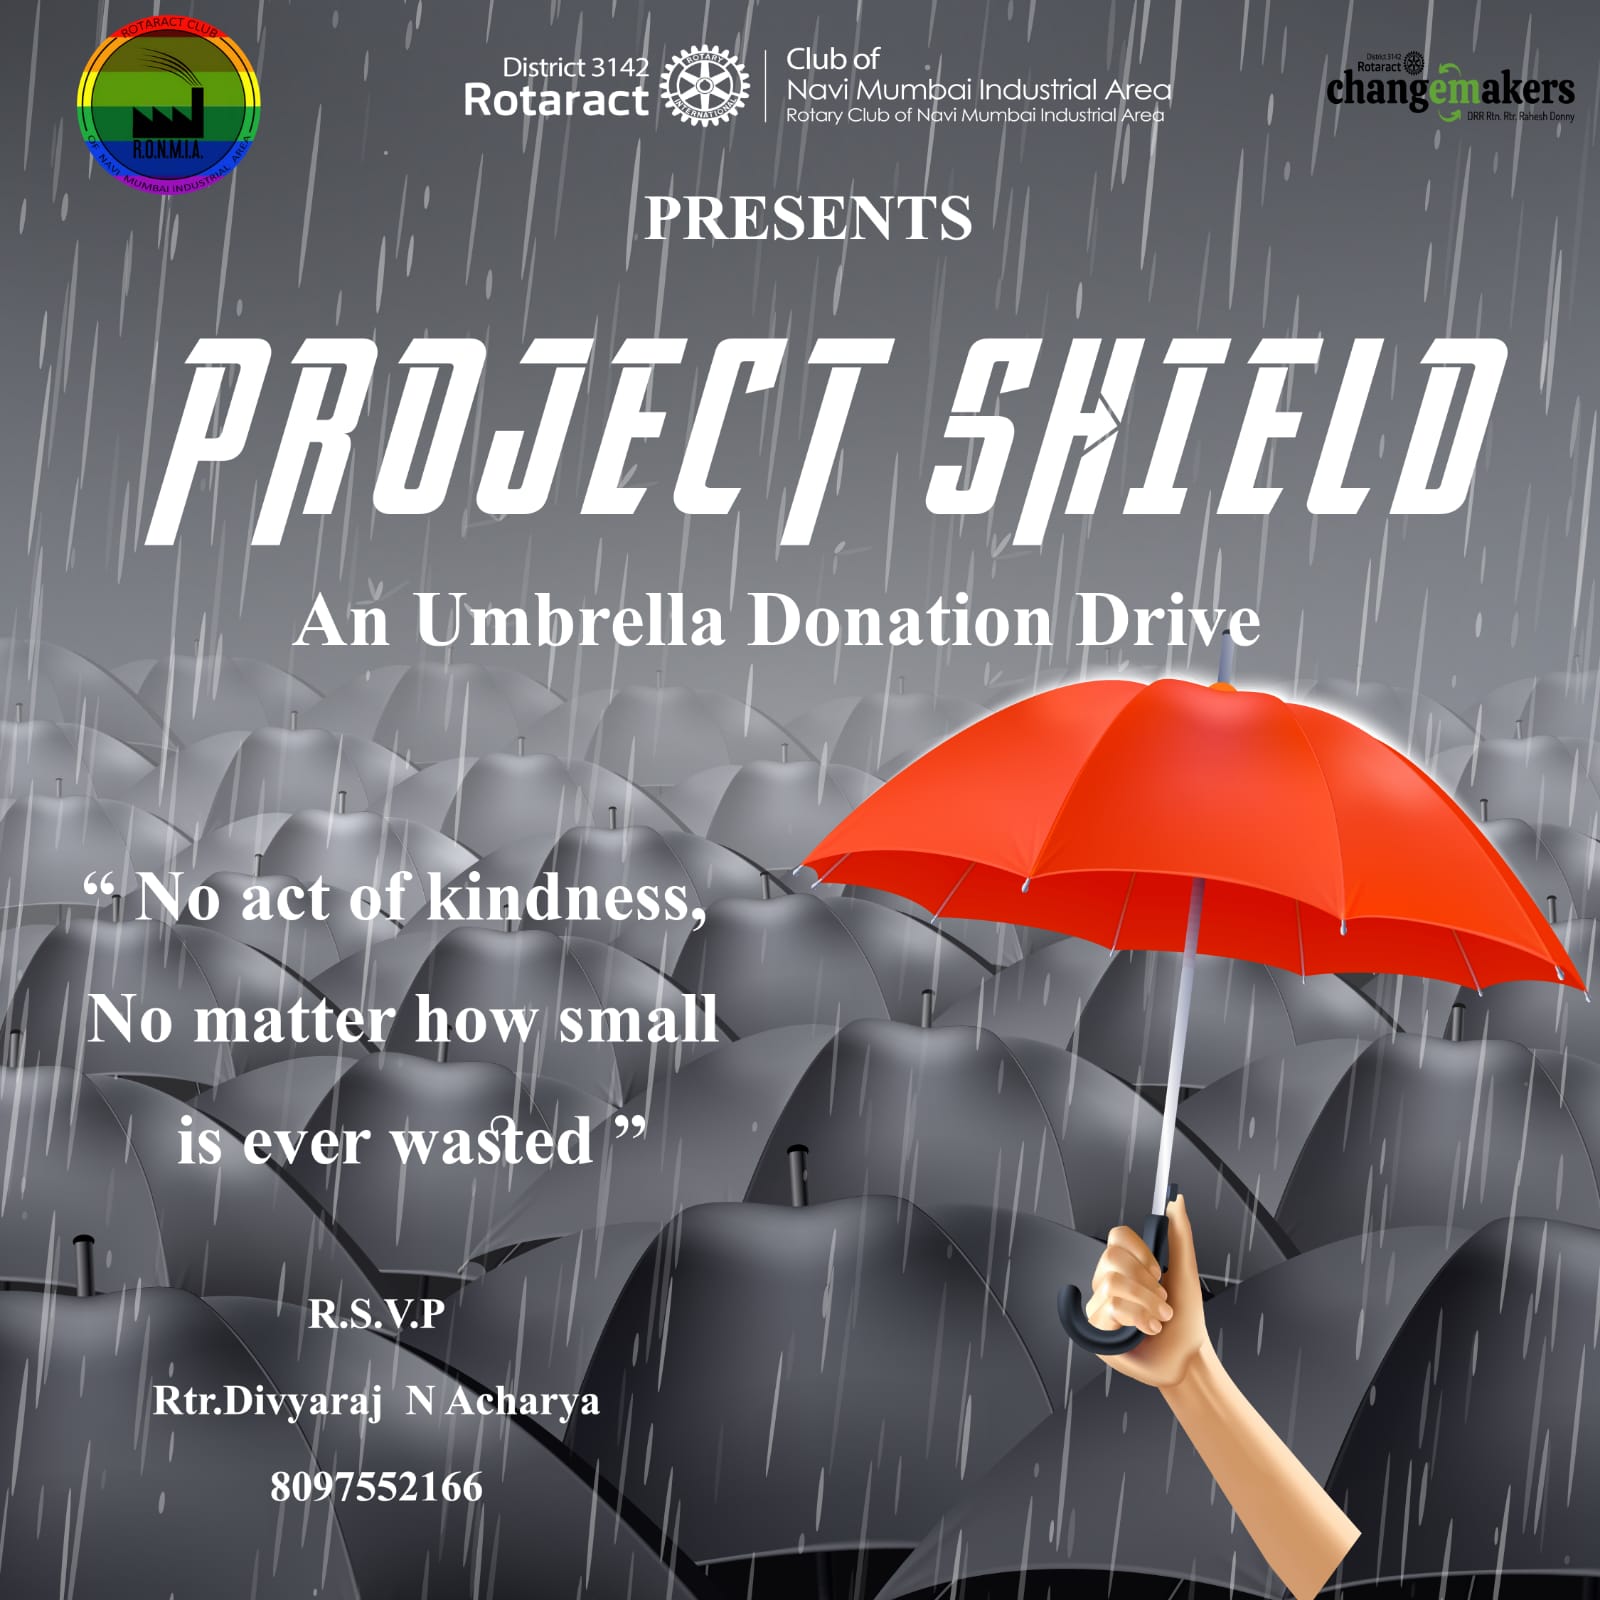 ROTARACT CLUB
R.O.N.M.I.A.
OF NAVI MUMBAI INDUSTRIAL AREA
District 3142
Rotaract
ROTARY
INTERNATIONAL
Club of
Navi Mumbai Industrial Area
Rotary Club of Navi Mumbai Industrial Area
District 3142
Rotaract
changemakers
DRR Rtn. Rtr. Rahesh Donny
PRESENTS
PROJECT SHIELD
An Umbrella Donation Drive
“ No act of kindness,
No matter how small
is ever wasted ”
R.S.V.P
Rtr.Divyaraj N Acharya
8097552166